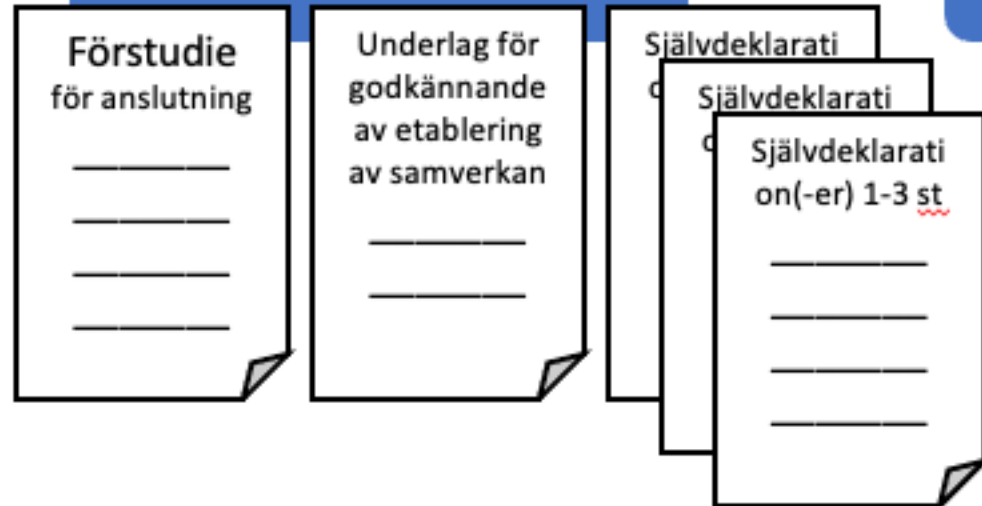 Förstudie
för anslutning
Underlag för
godkännande
av etablering
av samverkan
Självdeklarati
Självdeklarati
Självdeklarati
on(-er) 1-3 st